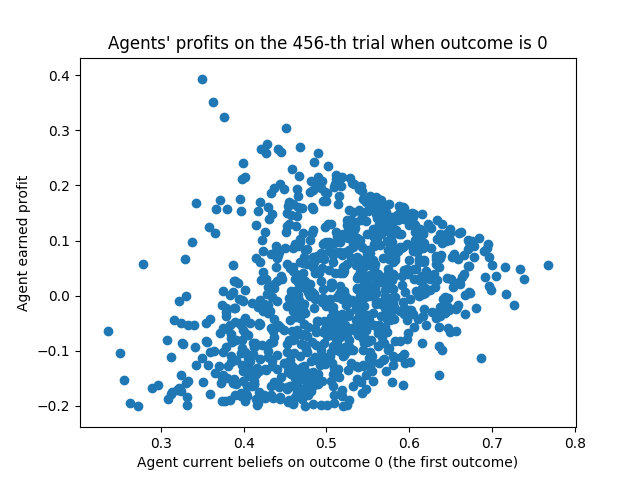 Agents' profits on the 456-th trial when outcome is 0
Agent earned profit
0.4
0.3
0.2
0.1
0.0
−0.1
−0.2
0.3 0.4 0.5 0.6 0.7 0.8
Agent current beliefs on outcome 0 (the first outcome)